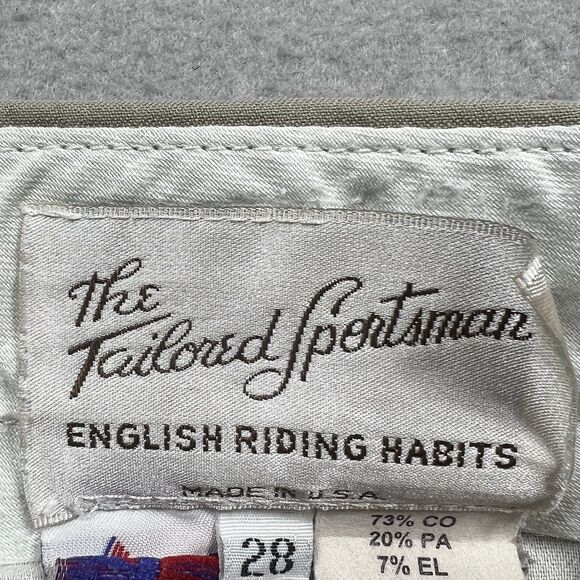 The
Tailored Sportsman
ENGLISH RIDING HABITS
MADE IN U.S.A.
28
73% CO
20% PA
7% EL